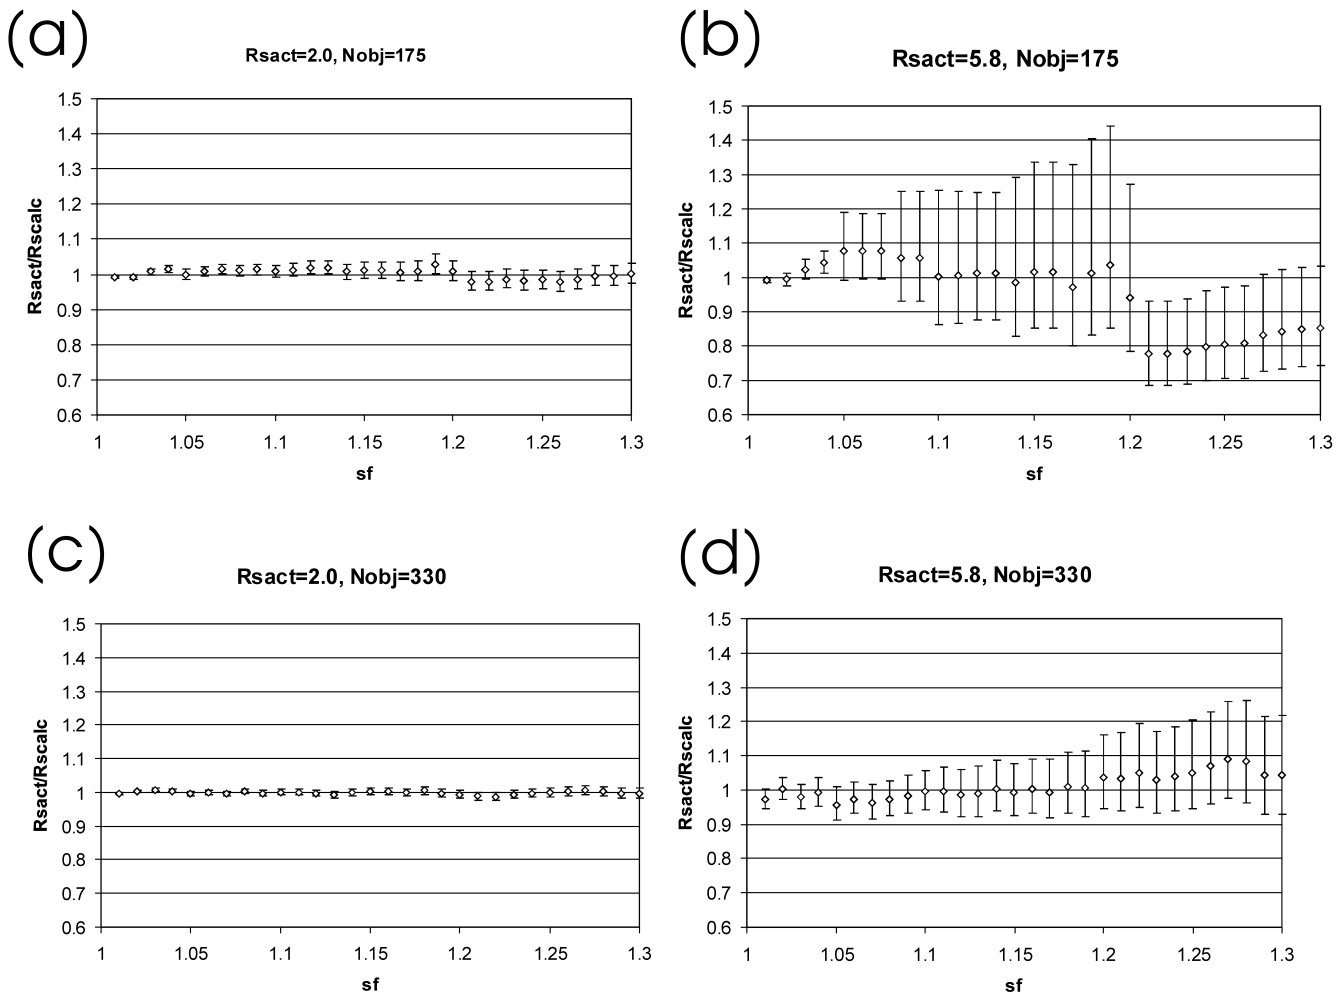 (a)
Rsact=2.0, Nobj=175
1.5
1.4
1.3
1.2
1.1
1
0.9
0.8
0.7
0.6
Rsact/Rscalc
1 1.05 1.1 1.15 1.2 1.25 1.3
sf
(b)
Rsact=5.8, Nobj=175
1.5
1.4
1.3
1.2
1.1
1
0.9
0.8
0.7
0.6
Rsact/Rscalc
1 1.05 1.1 1.15 1.2 1.25 1.3
sf
(c)
Rsact=2.0, Nobj=330
1.5
1.4
1.3
1.2
1.1
1
0.9
0.8
0.7
0.6
Rsact/Rscalc
1 1.05 1.1 1.15 1.2 1.25 1.3
sf
(d)
Rsact=5.8, Nobj=330
1.5
1.4
1.3
1.2
1.1
1
0.9
0.8
0.7
0.6
Rsact/Rscalc
1 1.05 1.1 1.15 1.2 1.25 1.3
sf